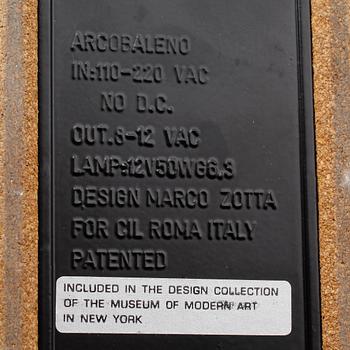 ARCOBALENO
IN:110-220 VAC
NO D.C.
OUT.8-12 VAC
LAMP:12V50WG6.3
DESIGN MARCO ZOTTA
FOR CIL ROMA ITALY
PATENTED
INCLUDED IN THE DESIGN COLLECTION
OF THE MUSEUM OF MODERN ART
IN NEW YORK